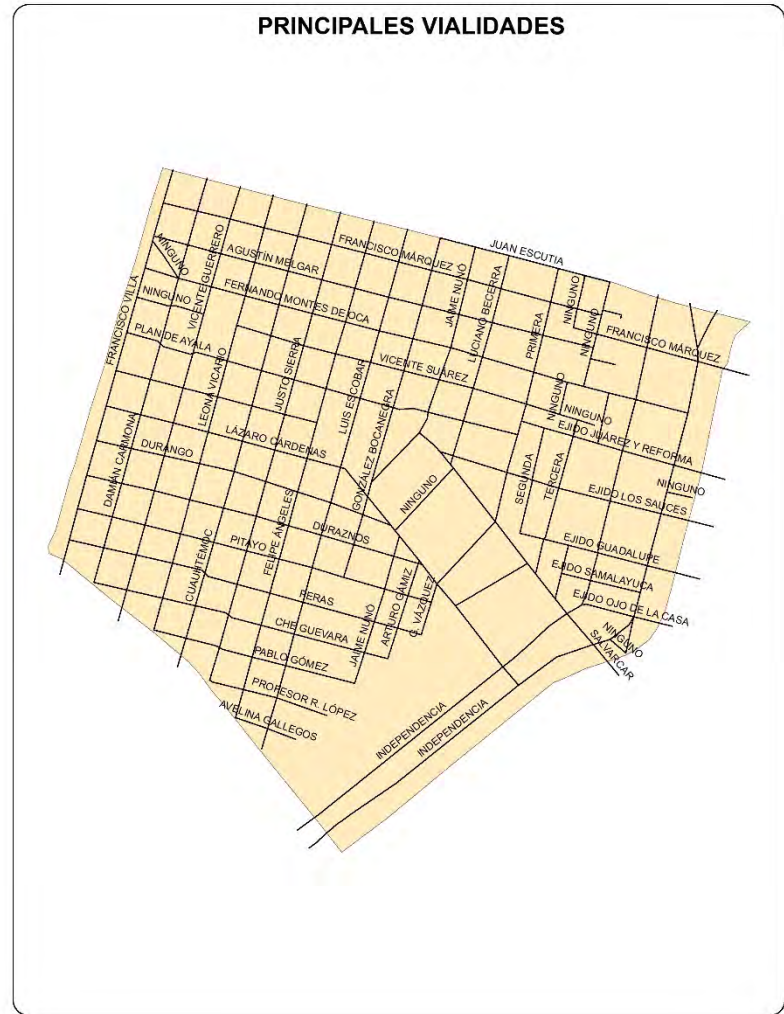 PRINCIPALES VIALIDADES
JUAN ESCUTIA
FRANCISCO MÁRQUEZ
AGUSTÍN MELGAR
NINGUNO
VICENTE GUERRERO
FERNANDO MONTES DE OCA
JAIME NUNÓ
LUCIANO BECERRA
NINGUNO
NINGUNO
PRIMERA
FRANCISCO MÁRQUEZ
NINGUNO
FRANCISCO VILLA
PLAN DE AYALA
VICENTE SUÁREZ
LEONA VICARIO
JUSTO SIERRA
LUIS ESCOBAR
GONZÁLEZ BOCANEGRA
NINGUNO
NINGUNO
EJIDO JUÁREZ Y REFORMA
LÁZARO CÁRDENAS
DAMIÁN CARMONA
DURANGO
NINGUNO
SEGUNDA
TERCERA
NINGUNO
EJIDO LOS SAUCES
DURAZNOS
PITAYO
FELIPE ÁNGELES
CUAUHTÉMOC
EJIDO GUADALUPE
EJIDO SAMALAYUCA
EJIDO OJO DE LA CASA
PERAS
CHE GUEVARA
JAIME NUNÓ
ARTURO GÁMIZ
G. VÁZQUEZ
PABLO GÓMEZ
NINGUNO
SALVARCAR
PROFESOR R. LÓPEZ
AVELINA GALLEGOS
INDEPENDENCIA
INDEPENDENCIA